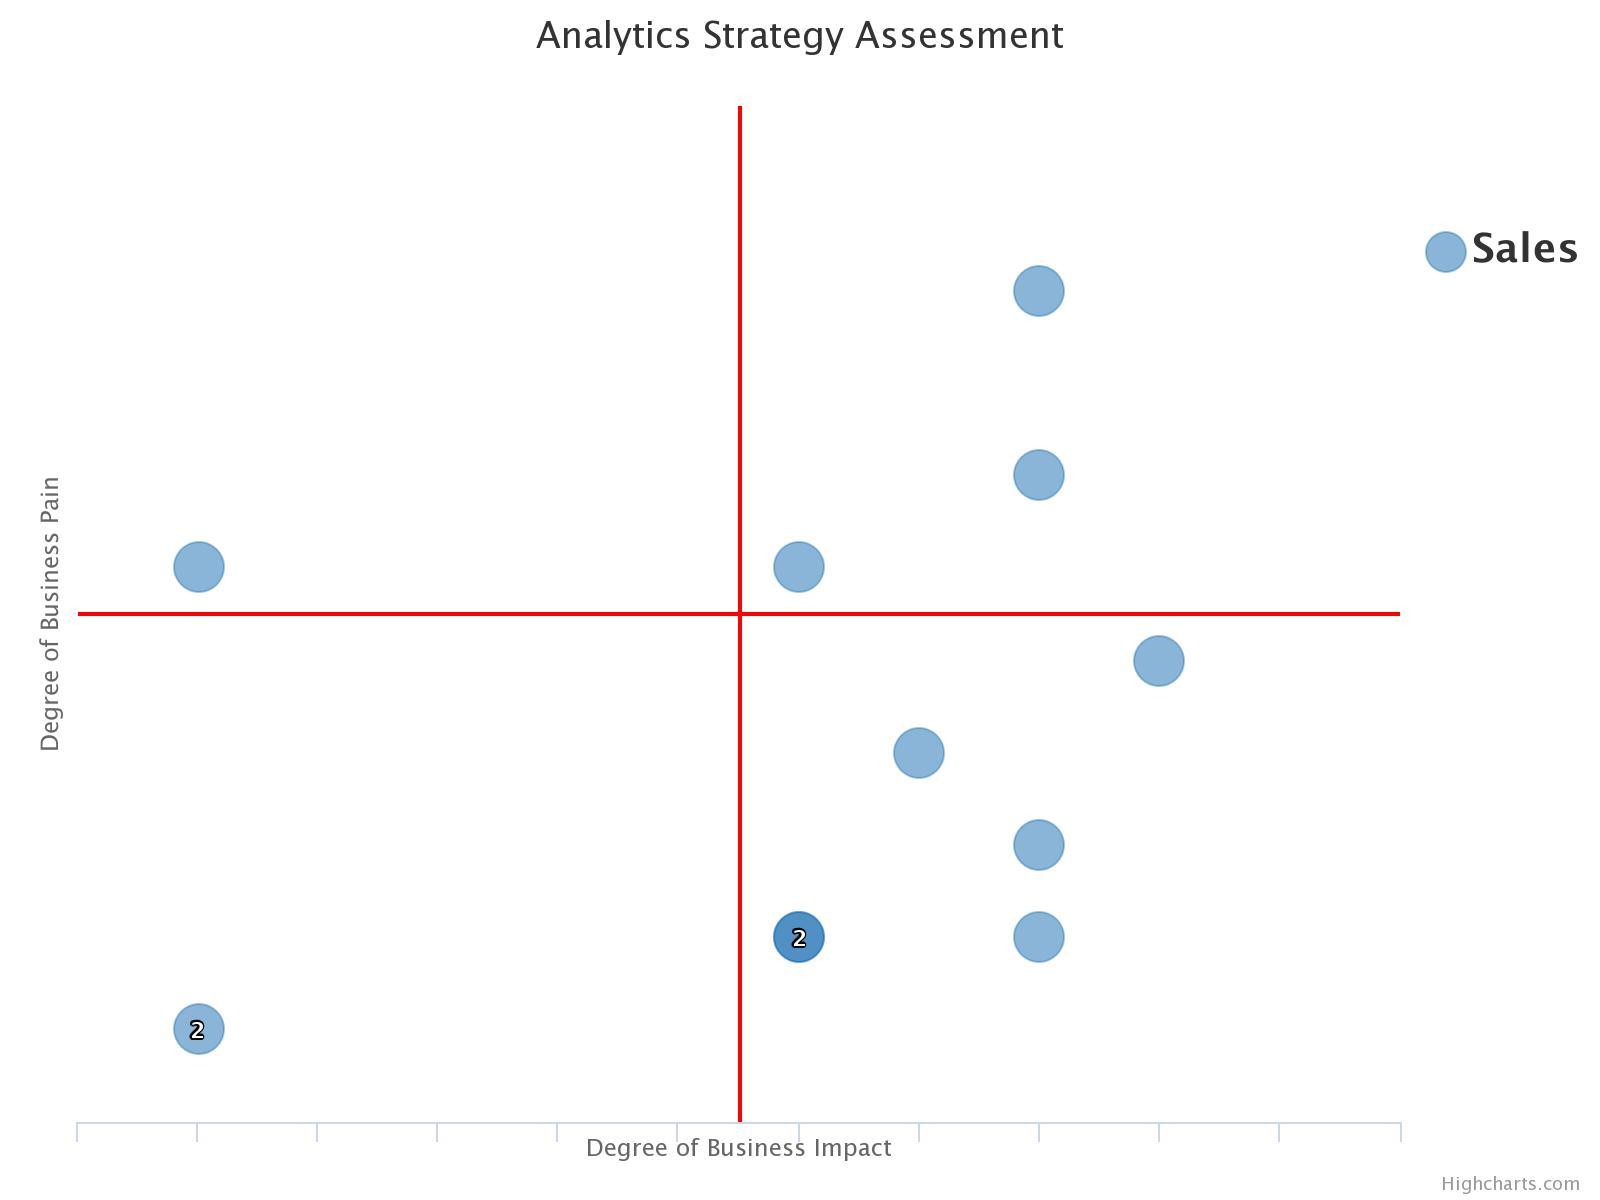 Analytics Strategy Assessment
Sales
Degree of Business Pain
2
2
Degree of Business Impact
Highcharts.com